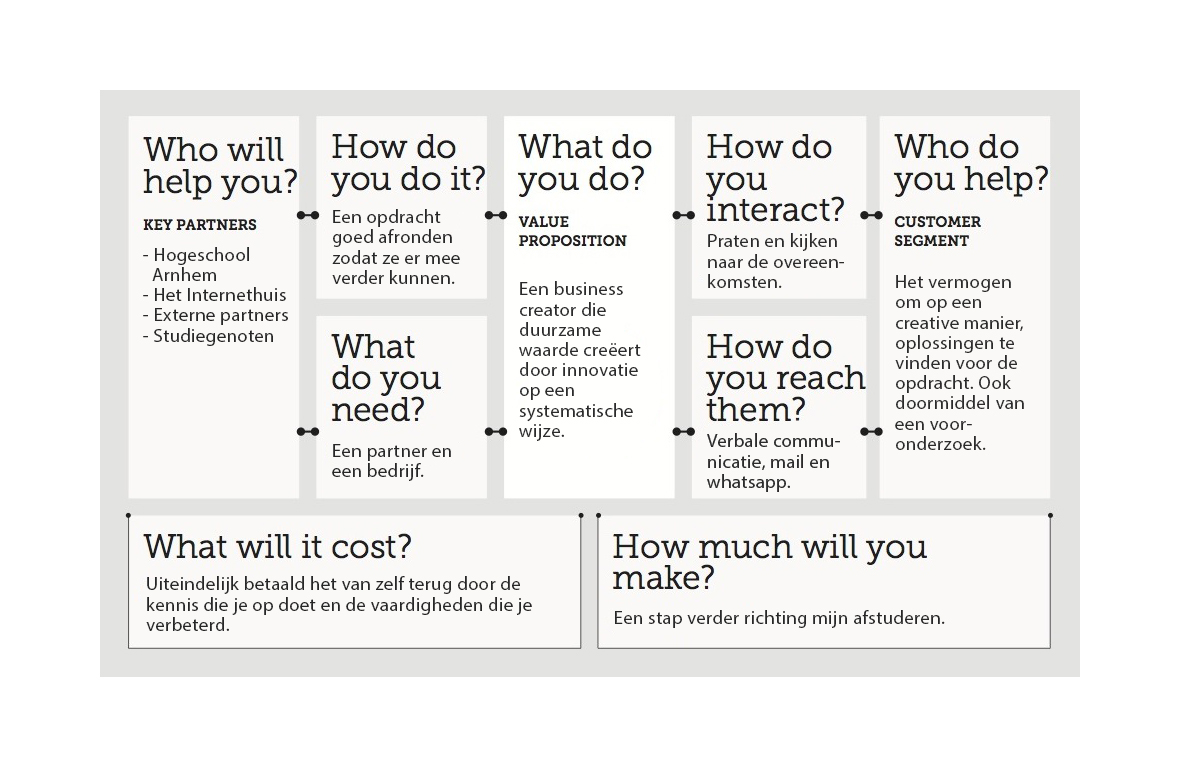 Who will
help you?
KEY PARTNERS
- Hogeschool
Arnhem
- Het Internethuis
- Externe partners
- Studiegenoten
How do
you do it?
Een opdracht
goed afronden
zodat ze er mee
verder kunnen.
What
do you
need?
Een partner en
een bedrijf.
What do
you do?
VALUE
PROPOSITION
Een business
creator die
duurzame
waarde creëert
door innovatie
op een
systematische
wijze.
How do
you
interact?
Praten en kijken
naar de overeen-
komsten.
How do
you reach
them?
Verbale commu-
nicatie, mail en
whatsapp.
Who do
you help?
CUSTOMER
SEGMENT
Het vermogen
om op een
creative manier,
oplossingen te
vinden voor de
opdracht. Ook
doormiddel van
een voor-
onderzoek.
What will it cost?
Uiteindelijk betaald het van zelf terug door de
kennis die je op doet en de vaardigheden die je
verbeterd.
How much will you
make?
Een stap verder richting mijn afstuderen.